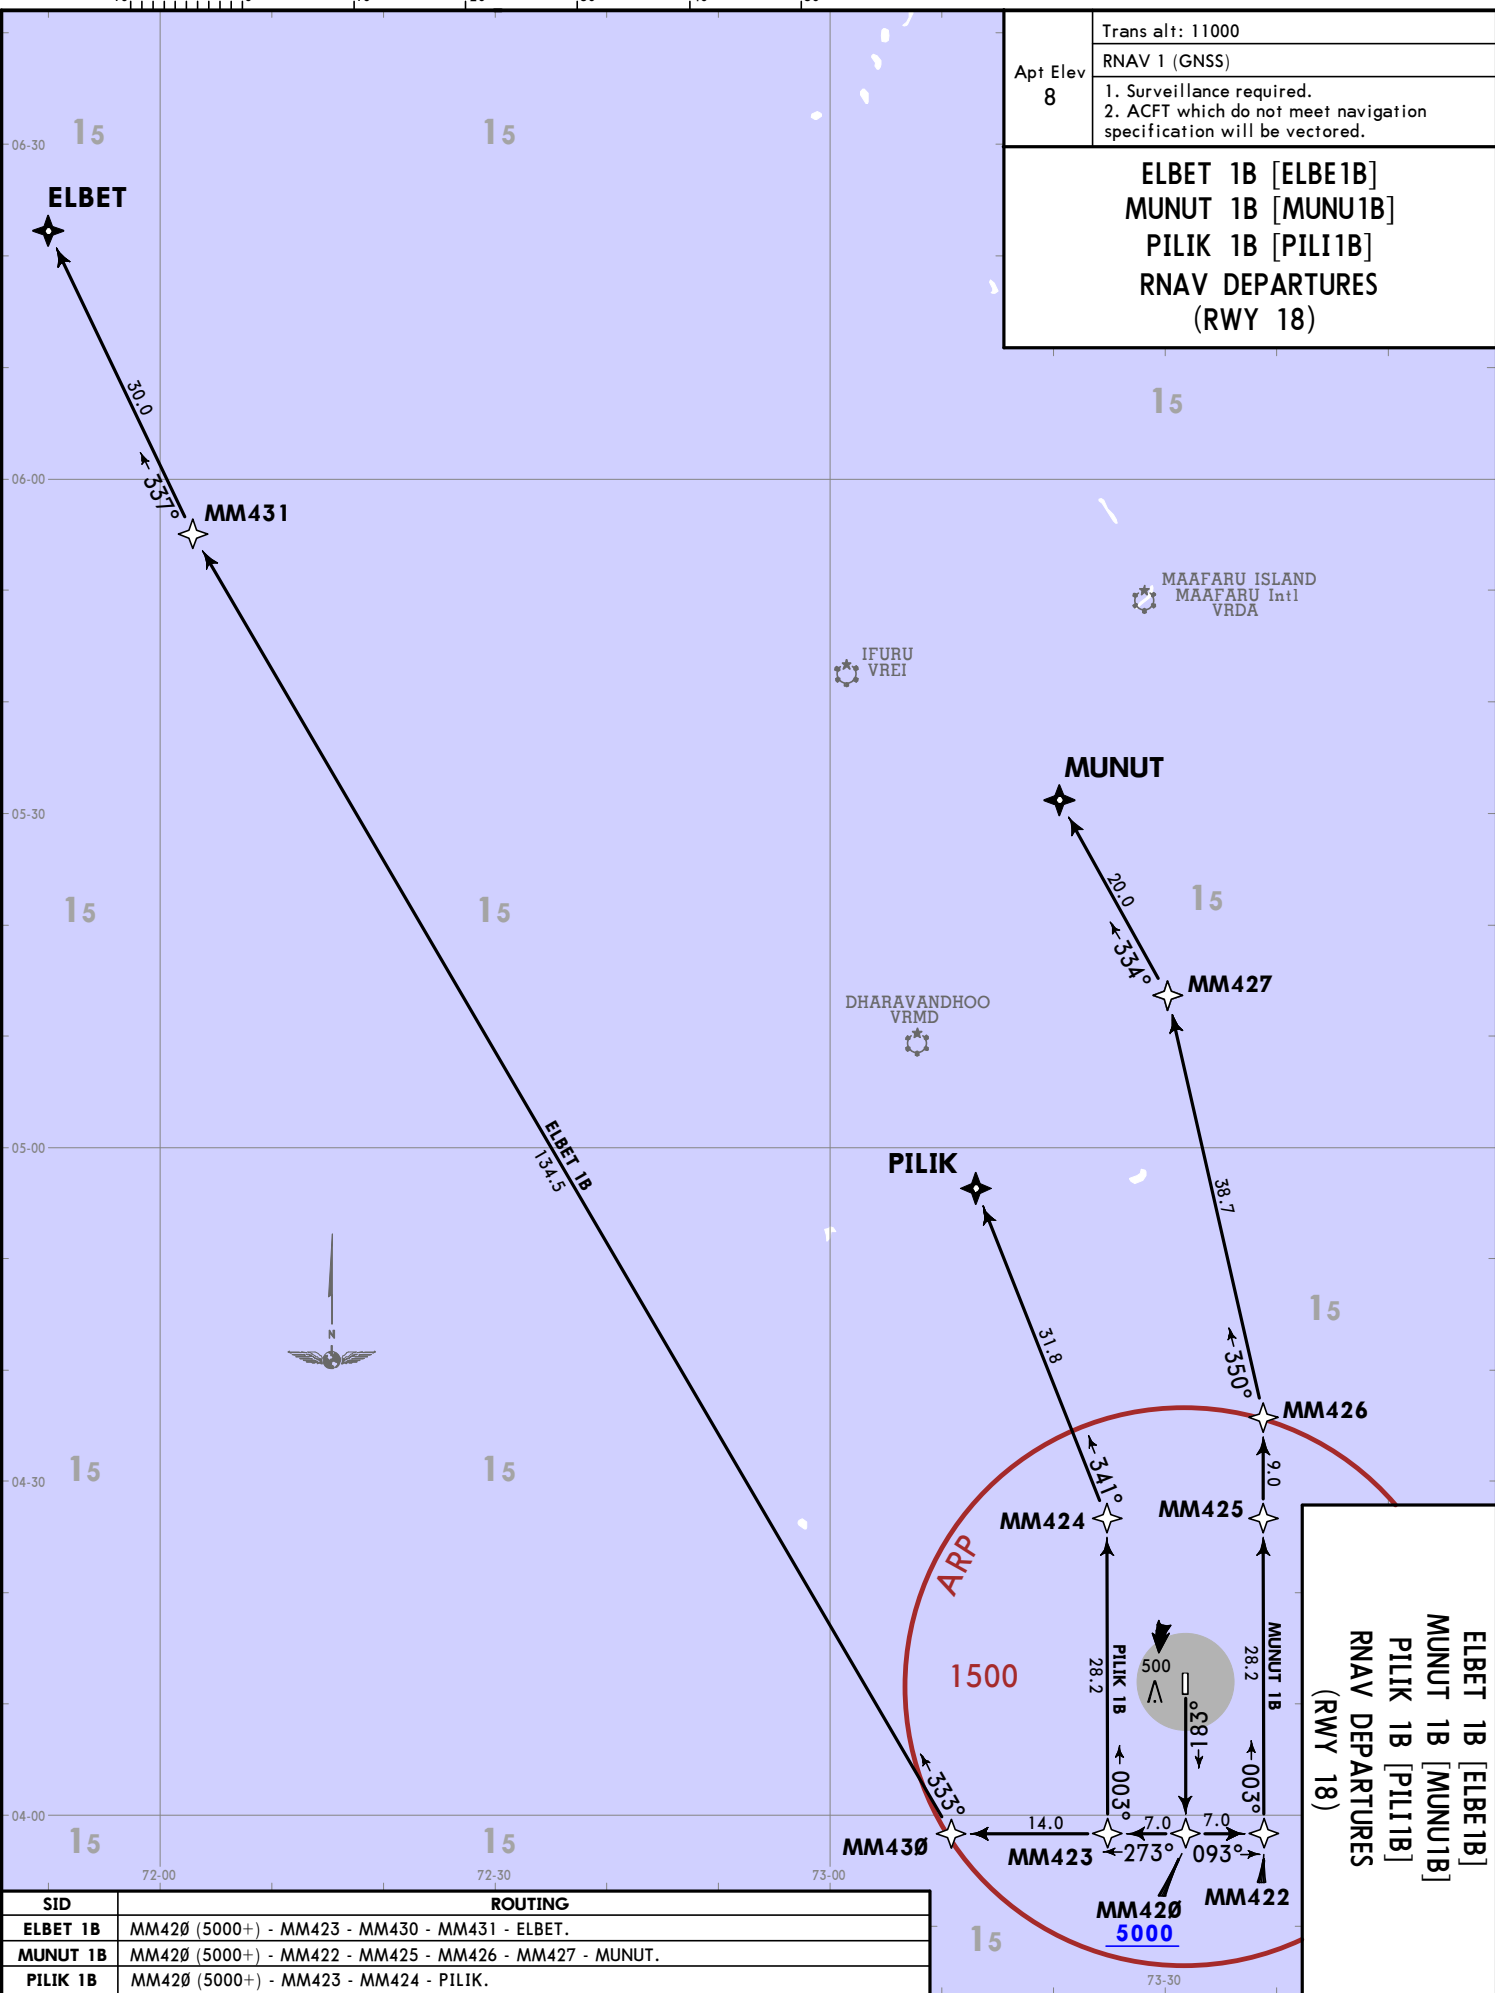 Apt Elev
8
Trans alt: 11000
RNAV 1 (GNSS)
1. Surveillance required.
2. ACFT which do not meet navigation
specification will be vectored.
ELBET 1B [ELBE1B]
MUNUT 1B [MUNU1B]
PILIK 1B [PILI1B]
RNAV DEPARTURES
(RWY 18)
15
15
06-30
ELBET
30.0
337°
15
06-00
MM431
MAAFARU ISLAND
MAAFARU Intl
VRDA
IFURU
VREI
MUNUT
05-30
20.0
15
15
15
334°
MM427
DHARAVANDHOO
VRMD
05-00
ELBET 1B
134.5
PILIK
38.7
15
N
31.8
350°
MM426
15
15
04-30
341°
9.0
MM424
MM425
ARP
1500
PILIK 1B
28.2
500
MUNUT 1B
28.2
183°
003°
003°
333°
04-00
14.0
7.0
7.0
15
15
MM43Ø
MM423
273°
093°
MM422
MM42Ø
5000
72-00
72-30
73-00
15
73-30
ELBET 1B [ELBE1B]
MUNUT 1B [MUNU1B]
PILIK 1B [PILI1B]
RNAV DEPARTURES
(RWY 18)
SID ROUTING
ELBET 1B MM42Ø (5000+) - MM423 - MM430 - MM431 - ELBET.
MUNUT 1B MM42Ø (5000+) - MM422 - MM425 - MM426 - MM427 - MUNUT.
PILIK 1B MM42Ø (5000+) - MM423 - MM424 - PILIK.